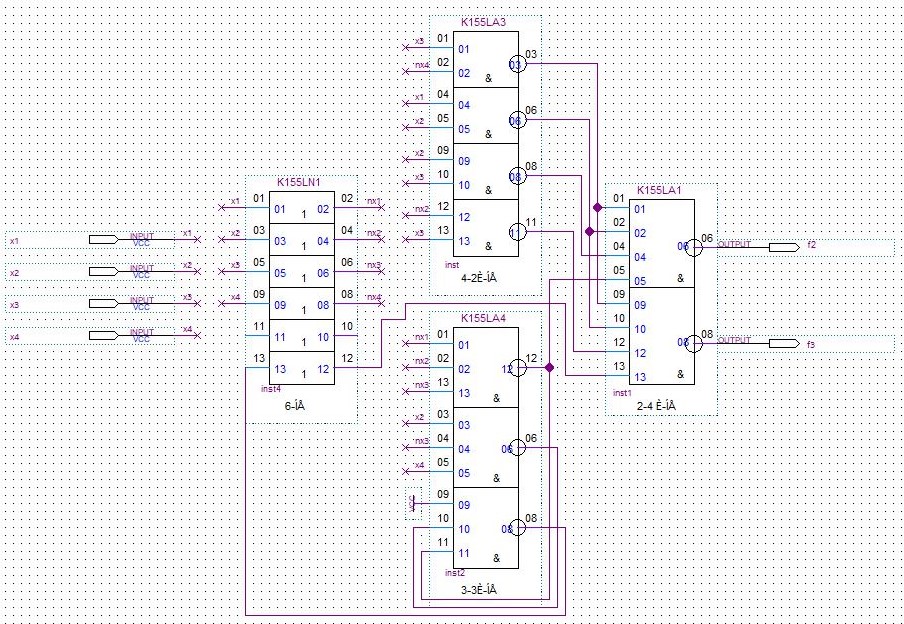 K155LA3
x3 01 01 03 03
nx4 02 02 &
x1 04 04 06 06
x2 05 05 &
x2 09 09 08 08
x3 10 10 &
nx2 12 12 11 11
x3 13 13 &
inst
4-2È-ÍÅ
K155LN1
x1 01 01 1 02 02 nx1
x2 03 03 1 04 04 nx2
x3 05 05 1 06 06 nx3
x4 09 09 1 08 08 nx4
11 11 1 10 10
13 13 1 12 12
inst4
6-ÍÅ
x1 INPUT VCC x1
x2 INPUT VCC x2
x3 INPUT VCC x3
x4 INPUT VCC x4
K155LA4
nx1 01 01 12 12
nx2 02 02
nx3 13 13 &
x2 03 03
nx3 04 04 06 06
x4 05 05 &
VCC 09 09
10 10 08 08
11 11 &
inst2
3-3È-ÍÅ
K155LA1
01 01
02 02 06 06 OUTPUT f2
04 04
05 05 &
09 09
10 10 08 08 OUTPUT f3
12 12
13 13 &
inst1
2-4 È-ÍÅ